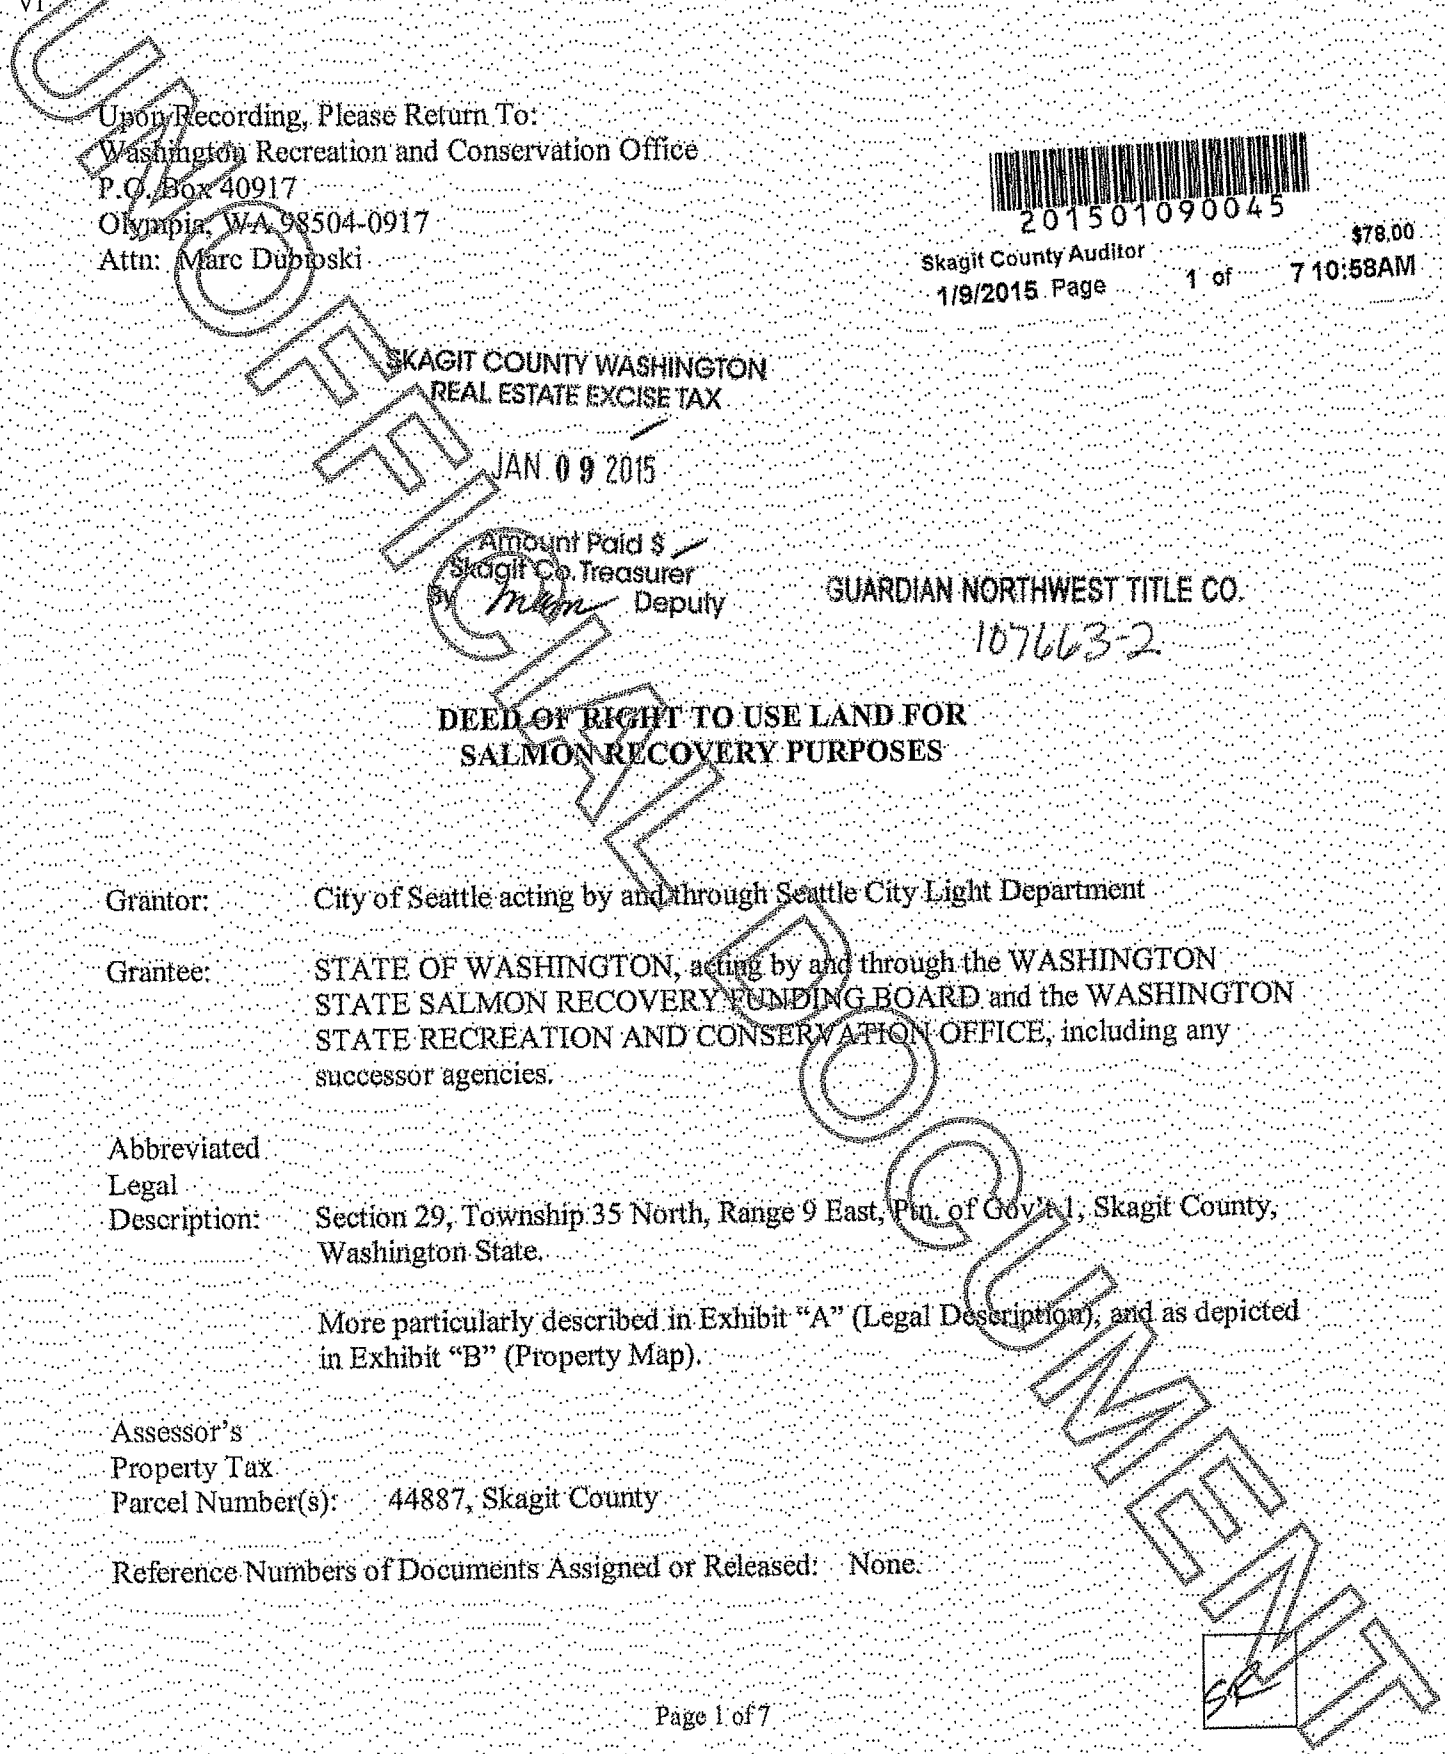 Upon Recording, Please Return To:
Washington Recreation and Conservation Office
P.O. Box 40917
Olympia, WA 98504-0917
Attn: Marc Duboski
201501090045
Skagit County Auditor $78.00
1/9/2015 Page 1 of 7 10:58AM
SKAGIT COUNTY WASHINGTON
REAL ESTATE EXCISE TAX
JAN 09 2015
Amount Paid $
Skagit Co. Treasurer
By Deputy
GUARDIAN NORTHWEST TITLE CO.
107663-2
DEED OF RIGHT TO USE LAND FOR
SALMON RECOVERY PURPOSES
Grantor: City of Seattle acting by and through Seattle City Light Department
Grantee: STATE OF WASHINGTON, acting by and through the WASHINGTON
STATE SALMON RECOVERY FUNDING BOARD and the WASHINGTON
STATE RECREATION AND CONSERVATION OFFICE, including any
successor agencies.
Abbreviated
Legal
Description: Section 29, Township 35 North, Range 9 East, Ptn. of Gov't 1, Skagit County,
Washington State.
More particularly described in Exhibit “A” (Legal Description), and as depicted
in Exhibit “B” (Property Map).
Assessor’s
Property Tax
Parcel Number(s): 44887, Skagit County
Reference Numbers of Documents Assigned or Released: None.
SR
Page 1 of 7
UNOFFICIAL DOCUMENT